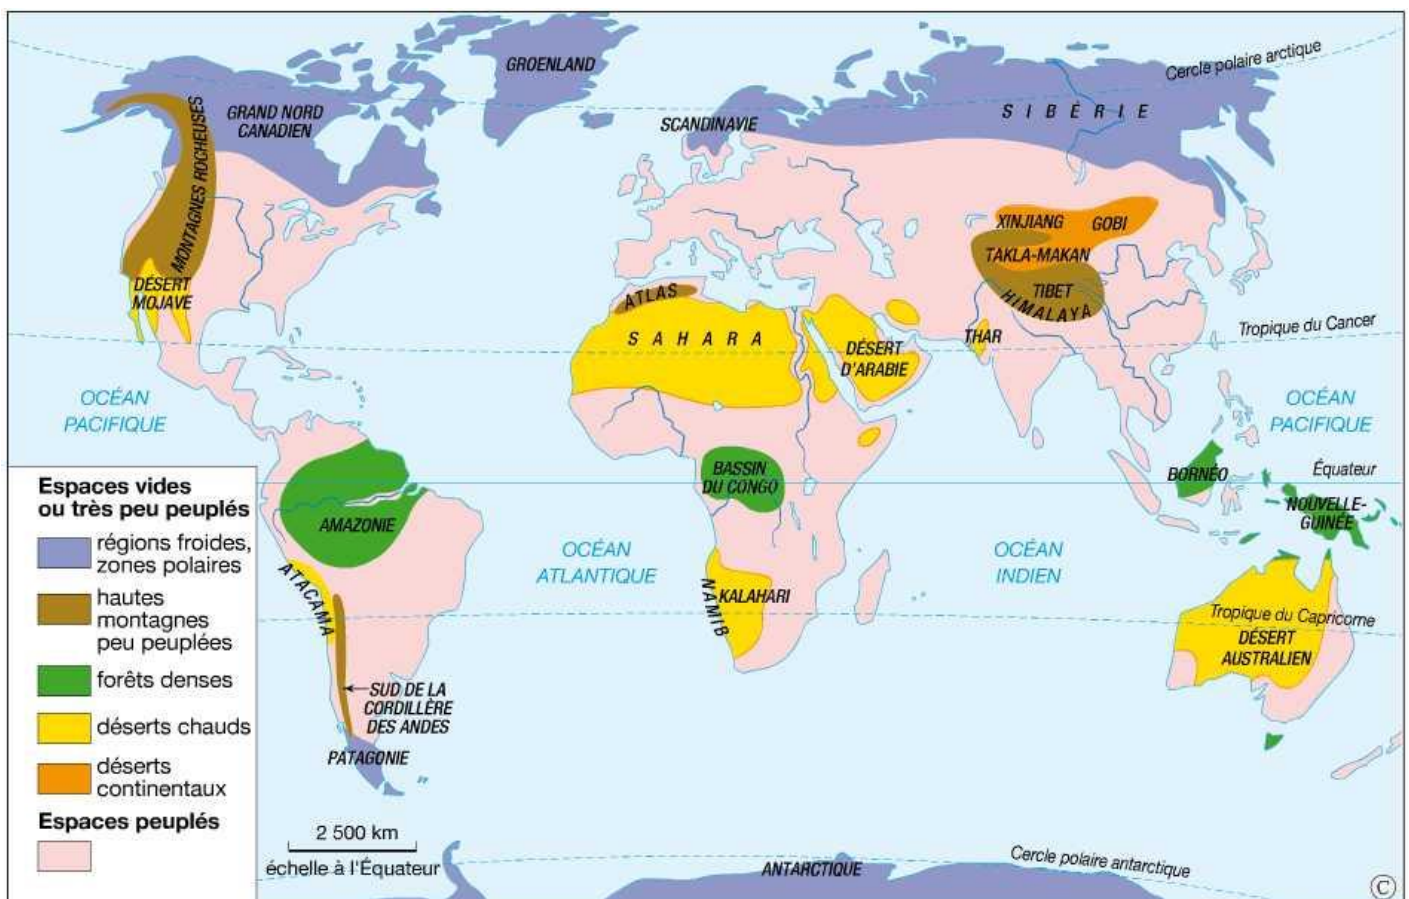 GROENLAND
Cercle polaire arctique
GRAND NORD
CANADIEN
MONTAGNES ROCHEUSES
SCANDINAVIE
SIBÉRIE
XINJIANG
GOBI
TAKLA-MAKAN
TIBET
HIMALAYA
DÉSERT
MOJAVE
ATLAS
SAHARA
DÉSERT
D'ARABIE
THAR
Tropique du Cancer
OCÉAN
PACIFIQUE
OCÉAN
PACIFIQUE
BASSIN
DU CONGO
BORNÉO
Équateur
NOUVELLE-
GUINÉE
AMAZONIE
OCÉAN
ATLANTIQUE
OCÉAN
INDIEN
ATACAMA
NAMIB
KALAHARI
Tropique du Capricorne
DÉSERT
AUSTRALIEN
SUD DE LA
CORDILLÈRE
DES ANDES
PATAGONIE
Espaces vides
ou très peu peuplés
régions froides,
zones polaires
hautes
montagnes
peu peuplées
forêts denses
déserts chauds
déserts
continentaux
Espaces peuplés
2 500 km
échelle à l'Équateur
ANTARCTIQUE
Cercle polaire antarctique
©